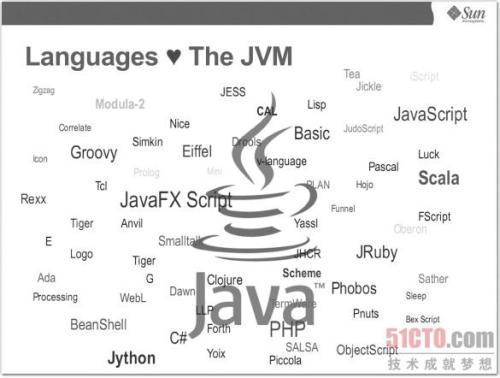 Sun
microsystems
Languages ♥ The JVM
Zigzag
Modula-2
JESS
Tea
Jickle
iScript
CAL
Lisp
JavaScript
Correlate
Nice
Simkin
Drools
Basic
JudoScript
Icon
Groovy
Eiffel
v-language
Pascal
Luck
Prolog
Mini
Scala
Tcl
PLAN
Hojo
Rexx
JavaFX Script
Funnel
FScript
Tiger
Anvil
Yassl
Oberon
E
Smalltalk
Logo
Tiger
JHCR
JRuby
Ada
G
Clojure
Scheme
Phobos
Sather
Processing
WebL
Dawn
TermWare
Sleep
LLP
Java™
Pnuts
Bex Script
BeanShell
C#
Forth
PHP
51CTO.com
SALSA
ObjectScript
Jython
Yoix
Piccola
技术成就梦想